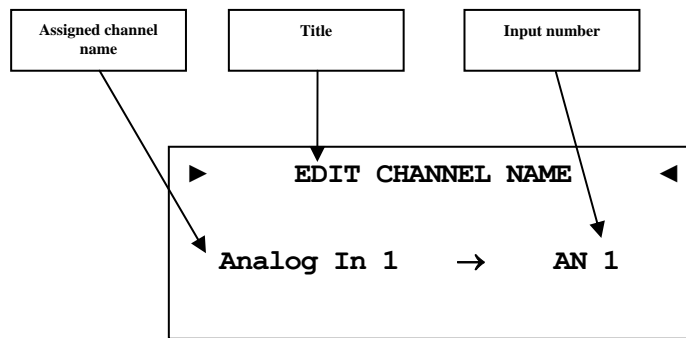 Assigned channel
name
Title
Input number
► EDIT CHANNEL NAME ◄
Analog In 1 → AN 1